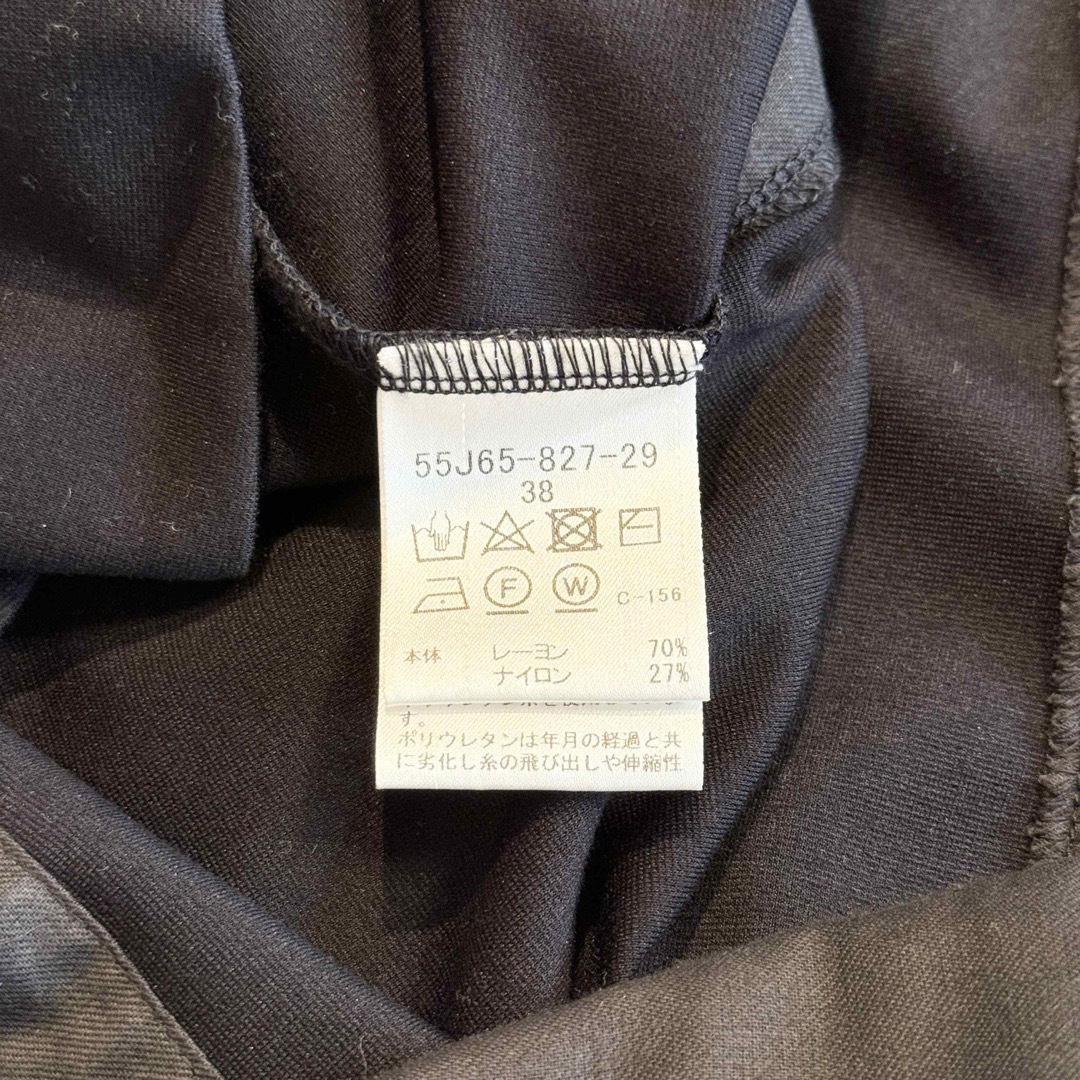 55J65-827-29
38
F W C-156
本体 レーヨン 70%
ナイロン 27%
す。
ポリウレタンは年月の経過と共
に劣化し糸の飛び出しや伸縮性